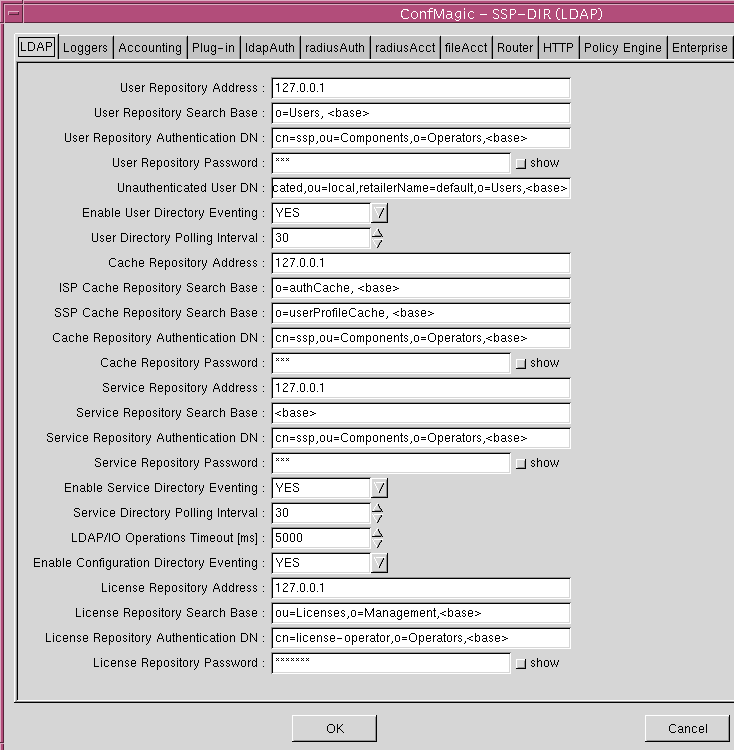 ConfMagic - SSP-DIR (LDAP)
LDAP Loggers Accounting Plug-in ldapAuth radiusAuth radiusAcct fileAcct Router HTTP Policy Engine Enterprise
User Repository Address : 127.0.0.1
User Repository Search Base : o=Users, <base>
User Repository Authentication DN : cn=ssp,ou=Components,o=Operators,<base>
User Repository Password : *** show
Unauthenticated User DN : cated,ou=local,retailerName=default,o=Users,<base>
Enable User Directory Eventing : YES
User Directory Polling Interval : 30
Cache Repository Address : 127.0.0.1
ISP Cache Repository Search Base : o=authCache, <base>
SSP Cache Repository Search Base : o=userProfileCache, <base>
Cache Repository Authentication DN : cn=ssp,ou=Components,o=Operators,<base>
Cache Repository Password : *** show
Service Repository Address : 127.0.0.1
Service Repository Search Base : <base>
Service Repository Authentication DN : cn=ssp,ou=Components,o=Operators,<base>
Service Repository Password : *** show
Enable Service Directory Eventing : YES
Service Directory Polling Interval : 30
LDAP/IO Operations Timeout [ms] : 5000
Enable Configuration Directory Eventing : YES
License Repository Address : 127.0.0.1
License Repository Search Base : ou=Licenses,o=Management,<base>
License Repository Authentication DN : cn=license-operator,o=Operators,<base>
License Repository Password : ******* show
OK Cancel